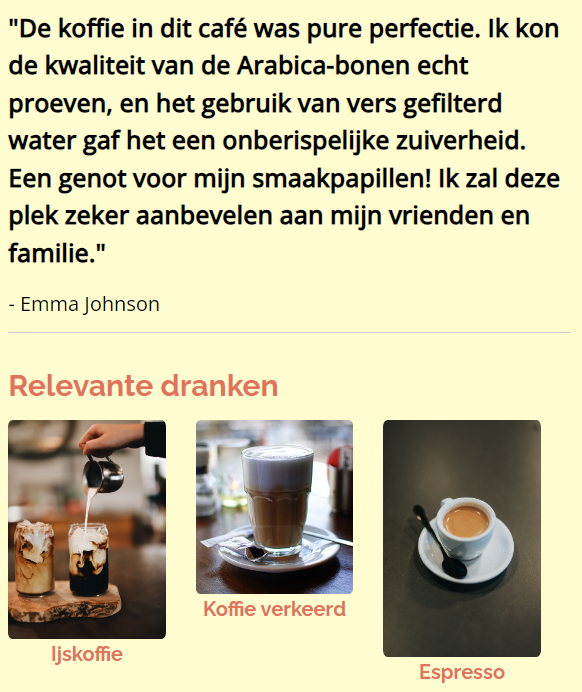 "De koffie in dit café was pure perfectie. Ik kon
de kwaliteit van de Arabica-bonen echt
proeven, en het gebruik van vers gefilterd
water gaf het een onberispelijke zuiverheid.
Een genot voor mijn smaakpapillen! Ik zal deze
plek zeker aanbevelen aan mijn vrienden en
familie."
- Emma Johnson
Relevante dranken
Ijskoffie
Koffie verkeerd
Espresso